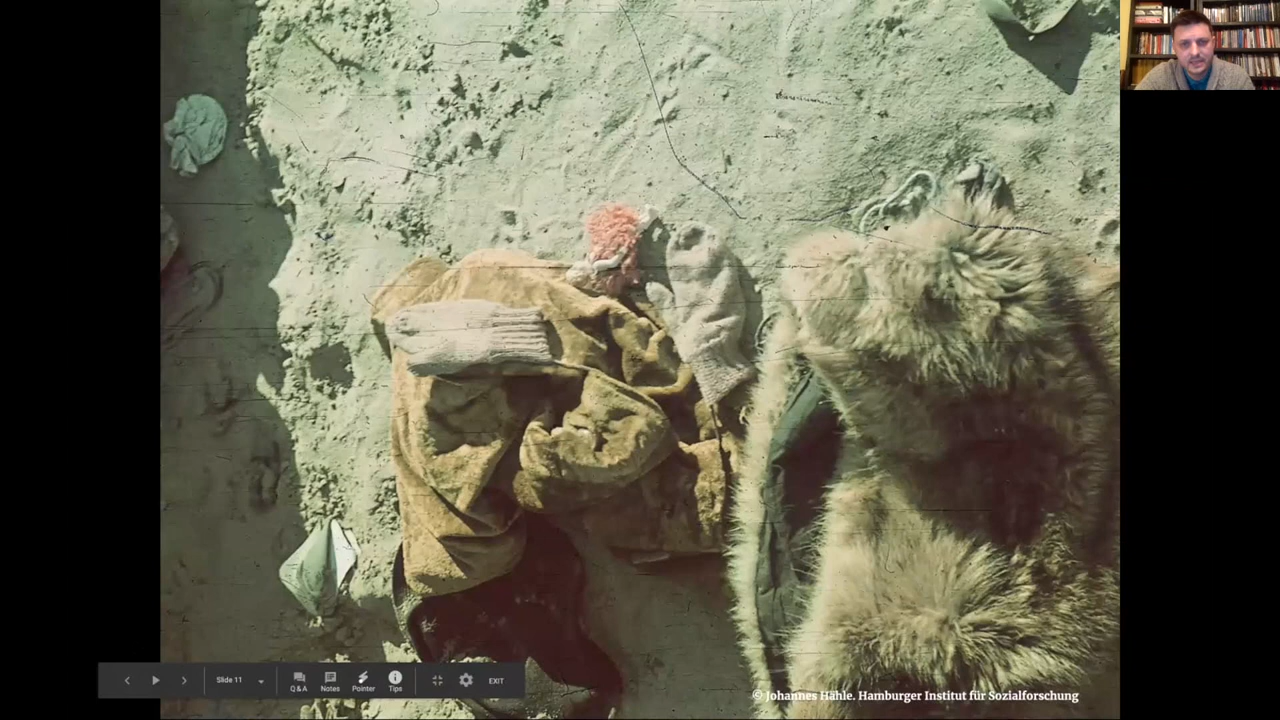 Slide 11
Q & A
Notes
Pointer
Tips
EXIT
© Johannes Hähle. Hamburger Institut für Sozialforschung